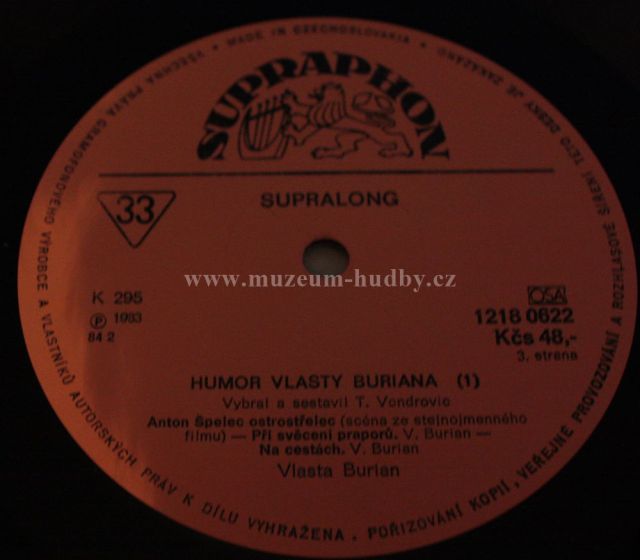 VŠECHNA PRÁVA GRAMOFONOVÉHO VÝROBCE A VLASTNÍKŮ AUTORSKÝCH PRÁV K DÍLU VYHRAŽENA. POŘIZOVÁNÍ KOPIÍ, VEŘEJNÉ PROVOZOVÁNÍ A ROZHLASOVÉ ŠÍŘENÍ TÉTO DESKY JE ZAKÁZÁNO
MADE IN CZECHOSLOVAKIA
SUPRAPHON
33
SUPRALONG
www.muzeum-hudby.cz
K 295
OSA
℗ 1983
1218 0622
84 2
Kčs 48,-
3. strana
HUMOR VLASTY BURIANA (1)
Vybral a sestavil T. Vondrovic
Anton Špelec ostrostřelec (scéna ze stejnojmenného
filmu) — Při svěcení praporů. V. Burian —
Na cestách. V. Burian
Vlasta Burian